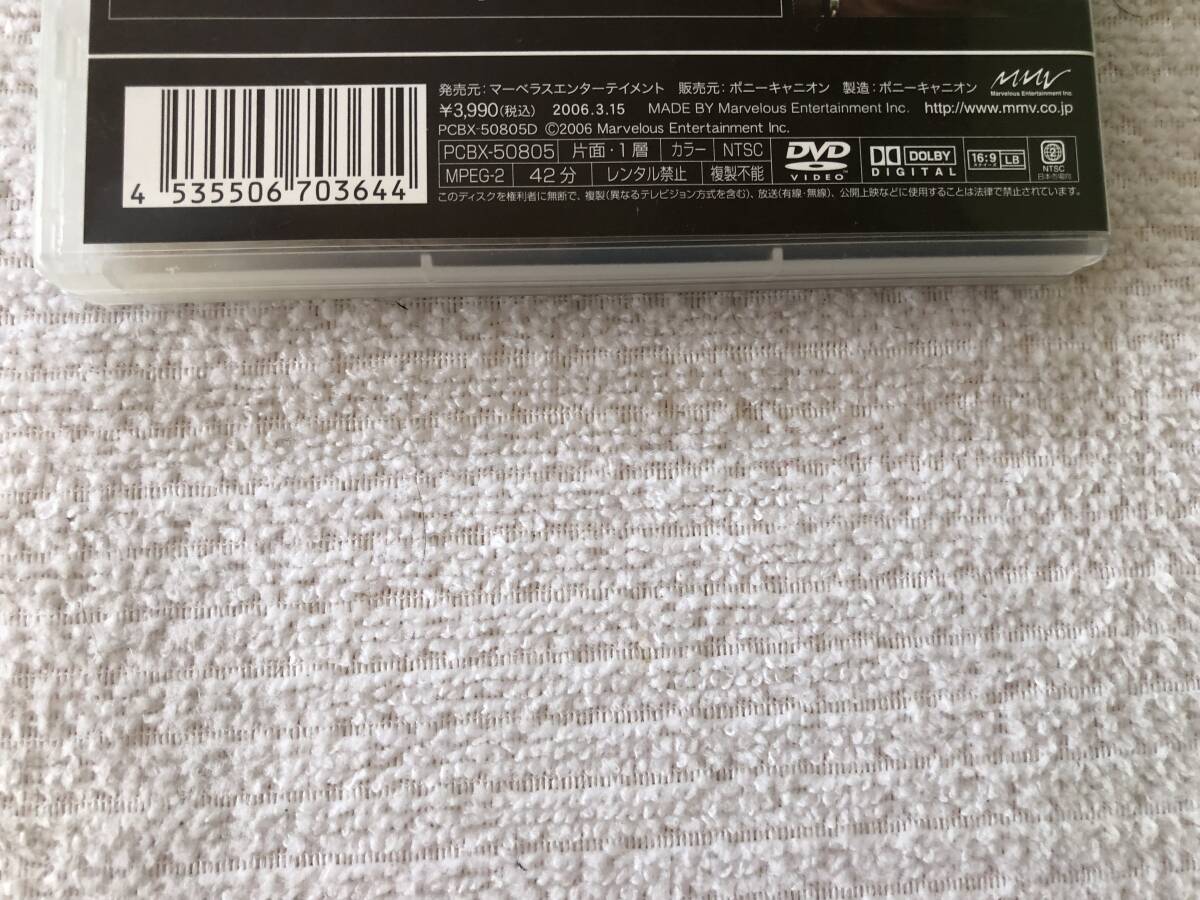 発売元：マーベラスエンターテイメント　販売元：ポニーキャニオン　製造：ポニーキャニオン
MMV
Marvelous Entertainment Inc.
¥3,990(税込)　2006.3.15　MADE BY Marvelous Entertainment Inc.　http://www.mmv.co.jp
PCBX-50805D ©2006 Marvelous Entertainment Inc.
PCBX-50805　片面・1層　カラー　NTSC
MPEG-2　42分　レンタル禁止　複製不能
DVD VIDEO
DOLBY DIGITAL
16:9 LB
2 NTSC 日本市場向
このディスクを権利者に無断で、複製(異なるテレビジョン方式を含む)、放送(有線・無線)、公開上映などに使用することは法律で禁止されています。
4 535506 703644